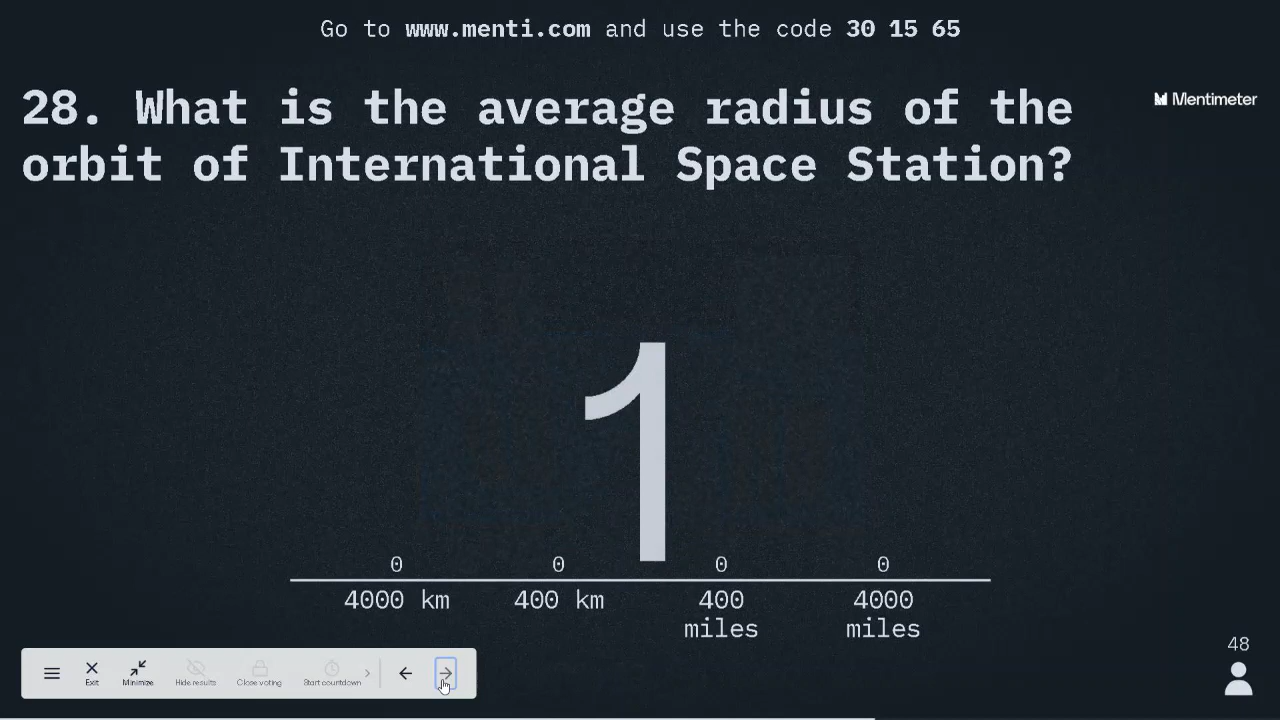 Go to www.menti.com and use the code 30 15 65
28. What is the average radius of the
orbit of International Space Station?
Mentimeter
1
0 0 0 0
4000 km 400 km 400 miles 4000 miles
48
Exit Minimize Hide results Close voting Start countdown